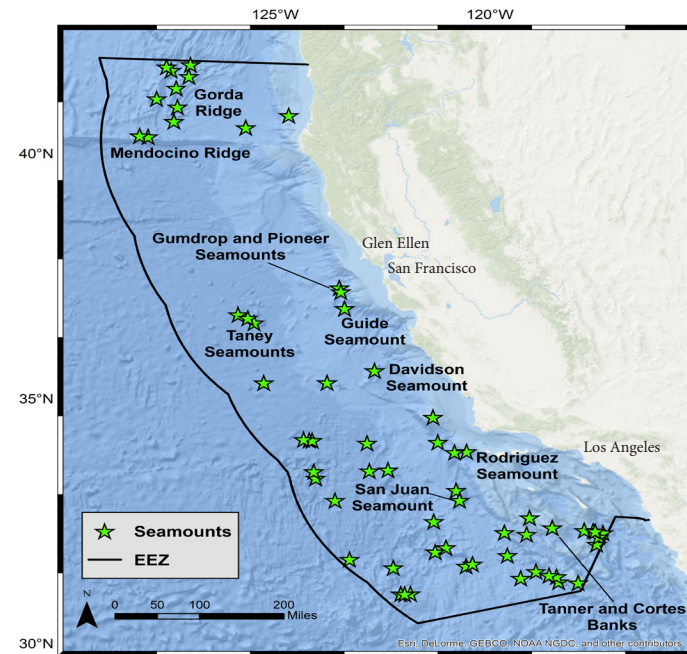 125°W
120°W
Gorda
Ridge
Mendocino Ridge
40°N
Glen Ellen
Gumdrop and Pioneer
Seamounts
San Francisco
Guide
Seamount
Taney
Seamounts
Davidson
Seamount
35°N
Los Angeles
Rodriguez
Seamount
San Juan
Seamount
Seamounts
EEZ
N
0
50
100
200
Miles
Tanner and Cortes
Banks
30°N
Esri, DeLorme, GEBCO, NOAA NGDC, and other contributors